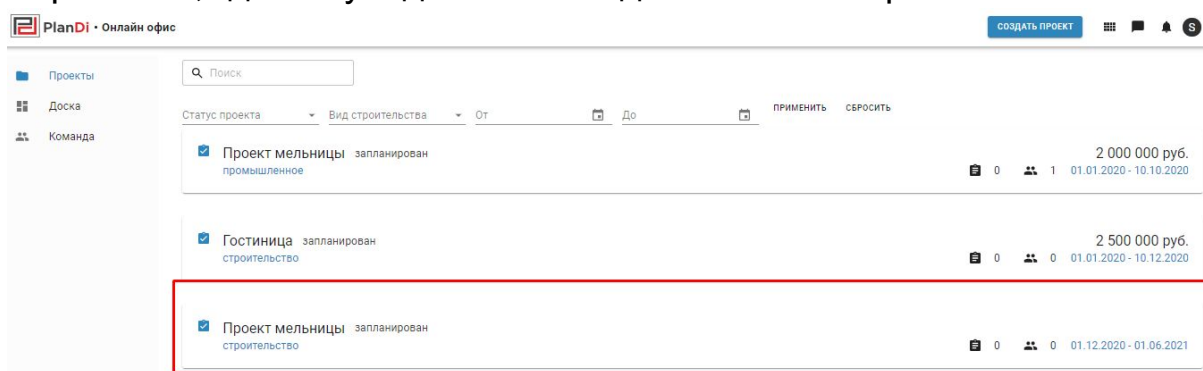 PlanDi • Онлайн офис
СОЗДАТЬ ПРОЕКТ
S
Проекты
Доска
Команда
Поиск
Статус проекта Вид строительства От До ПРИМЕНИТЬ СБРОСИТЬ
Проект мельницы запланирован 2 000 000 руб.
промышленное 0 1 01.01.2020 - 10.10.2020
Гостиница запланирован 2 500 000 руб.
строительство 0 0 01.01.2020 - 10.12.2020
Проект мельницы запланирован
строительство 0 0 01.12.2020 - 01.06.2021